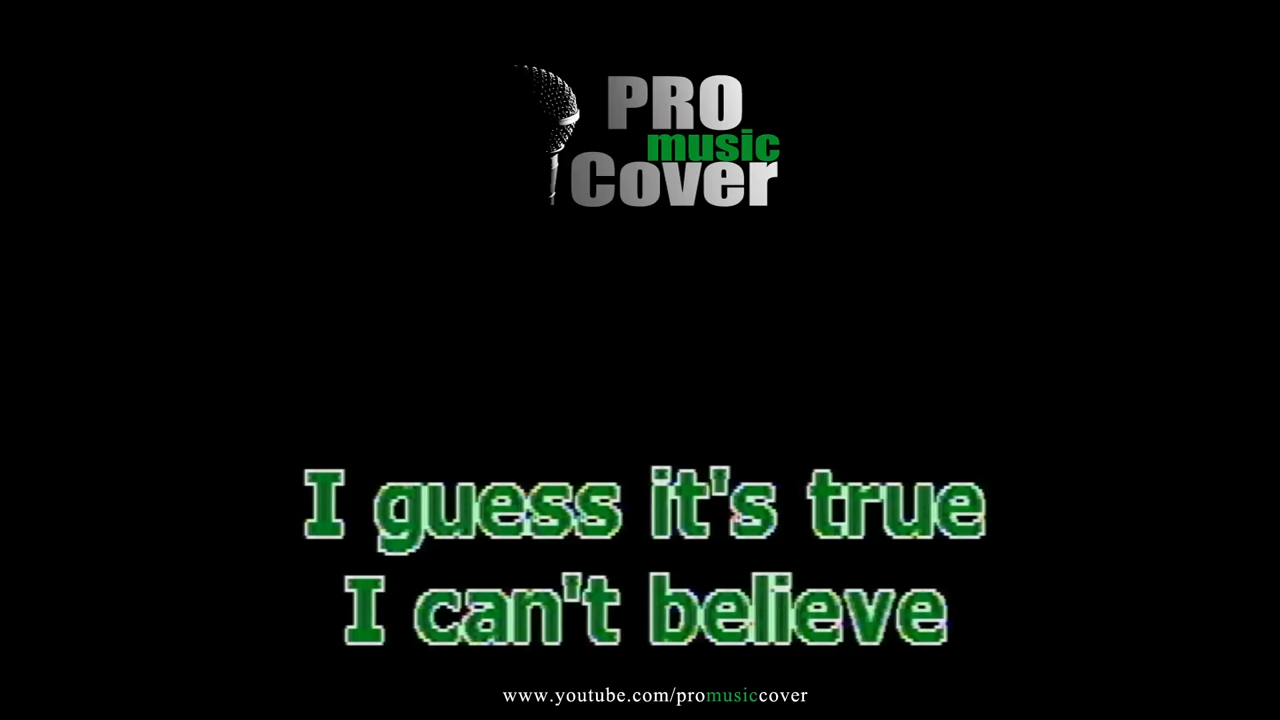 PRO
music
Cover
I guess it's true
I can't believe
www.youtube.com/promusiccover